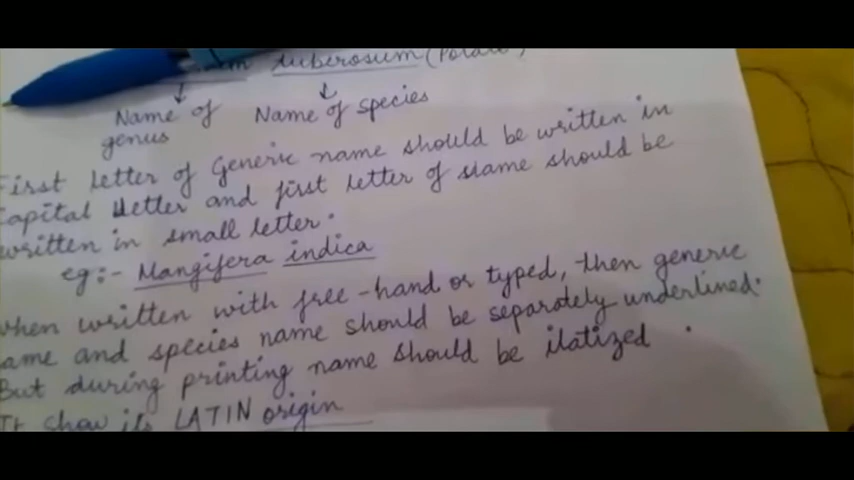 tuberosum (Potato)
Name of Name of species
genus
First letter of Generic name should be written in
Capital letter and first letter of name should be
written in small letter.
eg:- Mangifera indica
when written with free-hand or typed, then generic
name and species name should be separately underlined.
But during printing name should be ilatized.
It show its LATIN origin